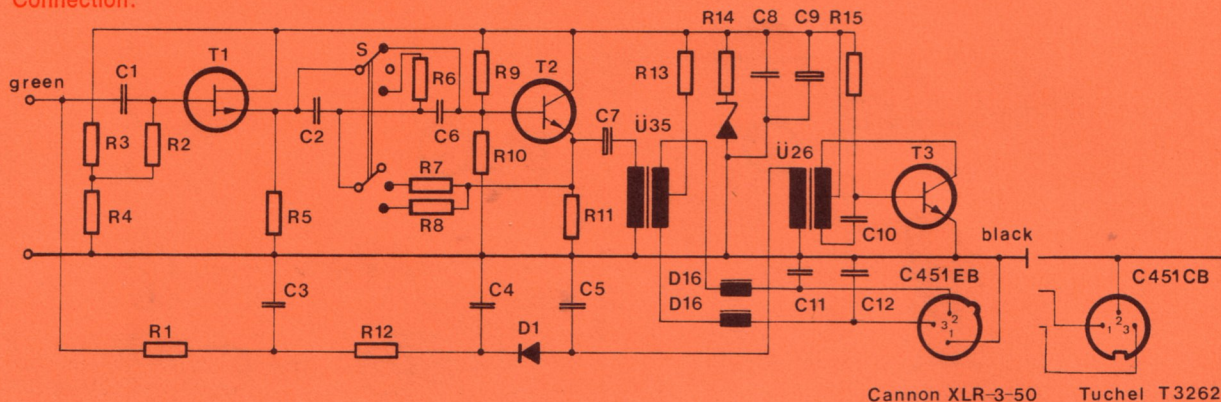 Connection:
R14 C8 C9 R15
T1 S T2
green C1 R6 R9 R13
C7 Ü35
C2 C6 Ü26 T3
R3 R2 R10
R7
R4 R5 R8 R11
C10 black
D16 C451EB C451CB
C3 C4 C5 D16 C11 C12
3 2 1
1 2 3
R1 R12 D1
Cannon XLR-3-50 Tuchel T3262